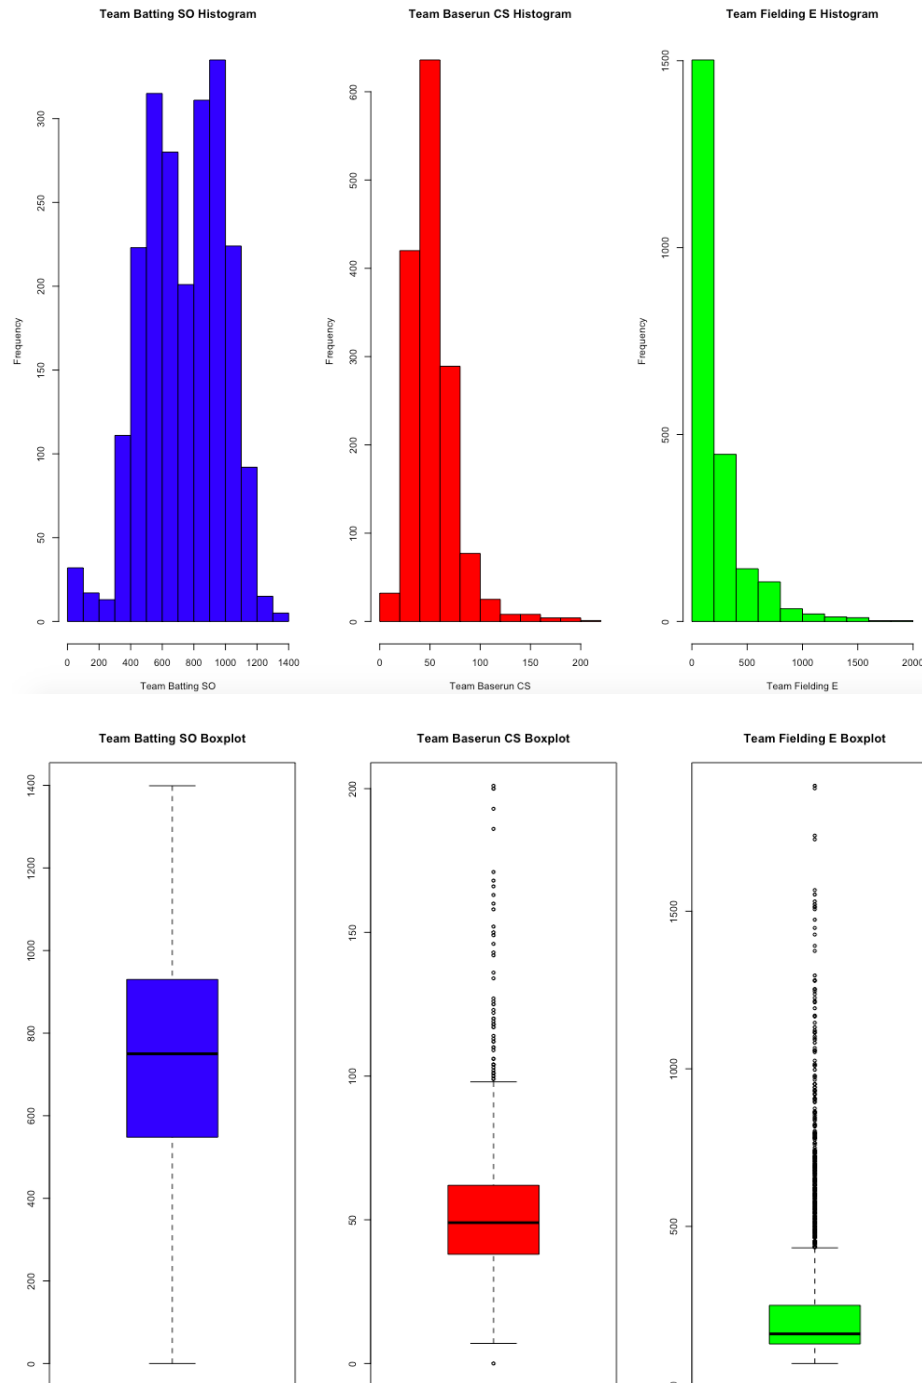 Team Batting SO Histogram
Team Baserun CS Histogram
Team Fielding E Histogram
Frequency
0
50
100
150
200
250
300
0 200 400 600 800 1000 1200 1400
Team Batting SO
Frequency
0
100
200
300
400
500
600
0 50 100 150 200
Team Baserun CS
Frequency
0
500
1000
1500
0 500 1000 1500 2000
Team Fielding E
Team Batting SO Boxplot
Team Baserun CS Boxplot
Team Fielding E Boxplot
0
200
400
600
800
1000
1200
1400
0
50
100
150
200
500
1000
1500